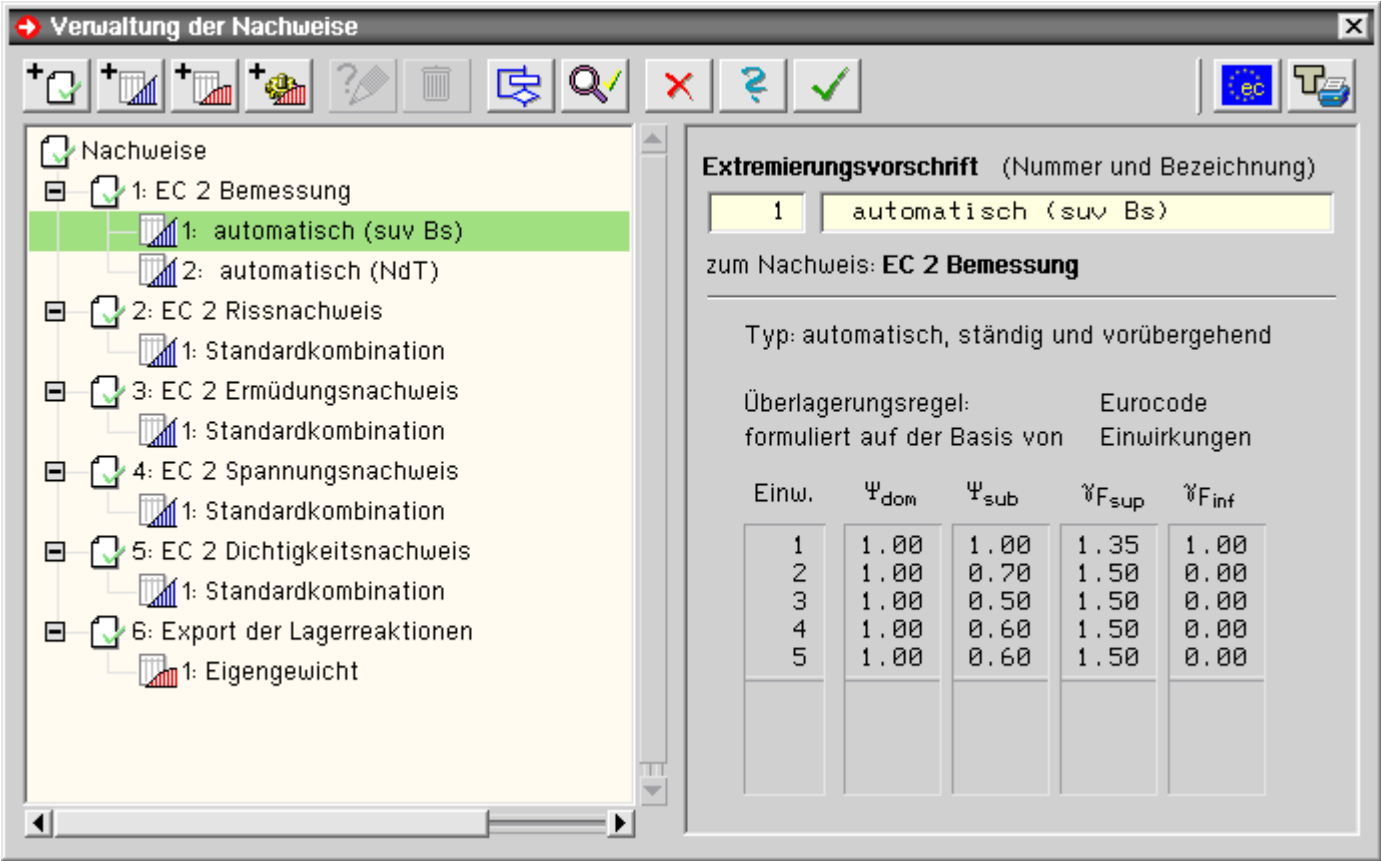 Verwaltung der Nachweise
ec T
Nachweise
1: EC 2 Bemessung
1: automatisch (suv Bs)
2: automatisch (NdT)
2: EC 2 Rissnachweis
1: Standardkombination
3: EC 2 Ermüdungsnachweis
1: Standardkombination
4: EC 2 Spannungsnachweis
1: Standardkombination
5: EC 2 Dichtigkeitsnachweis
1: Standardkombination
6: Export der Lagerreaktionen
1: Eigengewicht
Extremierungsvorschrift (Nummer und Bezeichnung)
1 automatisch (suv Bs)
zum Nachweis: EC 2 Bemessung
Typ: automatisch, ständig und vorübergehend
Überlagerungsregel: Eurocode
formuliert auf der Basis von Einwirkungen
Einw. Ψdom Ψsub γFsup γFinf
1 1.00 1.00 1.35 1.00
2 1.00 0.70 1.50 0.00
3 1.00 0.50 1.50 0.00
4 1.00 0.60 1.50 0.00
5 1.00 0.60 1.50 0.00